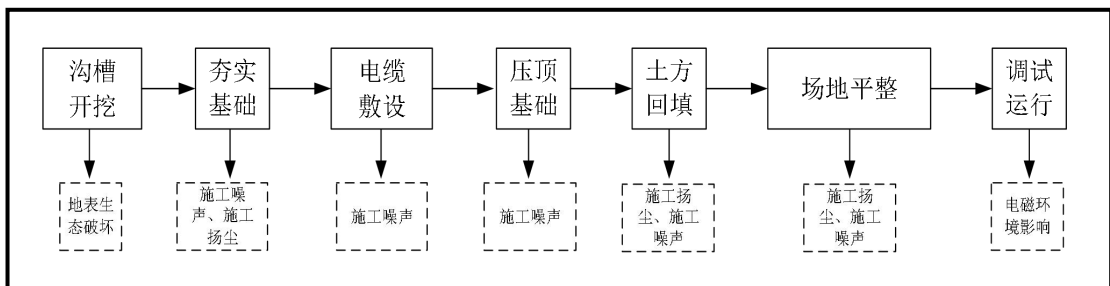 沟槽
开挖
夯实
基础
电缆
敷设
压顶
基础
土方
回填
场地平整
调试
运行
地表生
态破坏
施工噪
声、施工
扬尘
施工噪声
施工噪声
施工扬
尘、施工
噪声
施工扬
尘、施工
噪声
电磁环
境影响